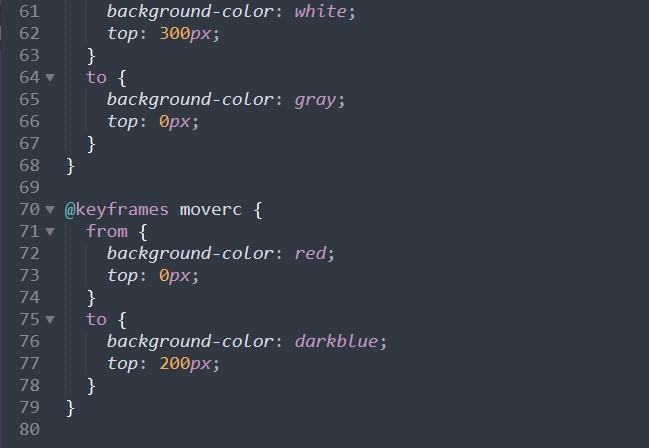 61 background-color: white;
62 top: 300px;
63 }
64 to {
65 background-color: gray;
66 top: 0px;
67 }
68 }
69
70 @keyframes moverc {
71 from {
72 background-color: red;
73 top: 0px;
74 }
75 to {
76 background-color: darkblue;
77 top: 200px;
78 }
79 }
80